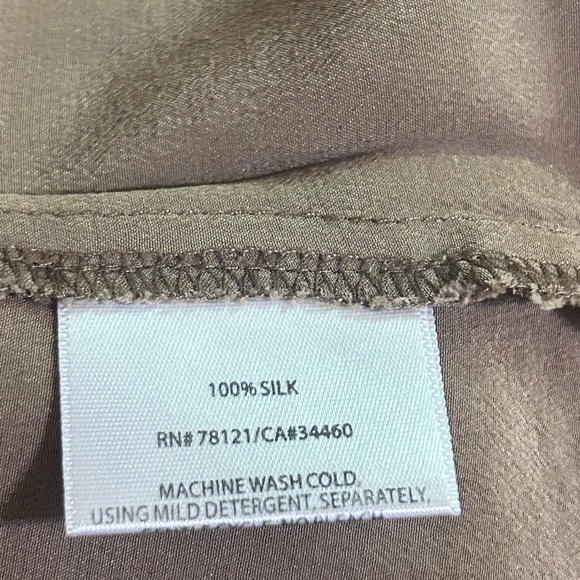 100% SILK
RN# 78121/CA#34460
MACHINE WASH COLD.
USING MILD DETERGENT, SEPARATELY,